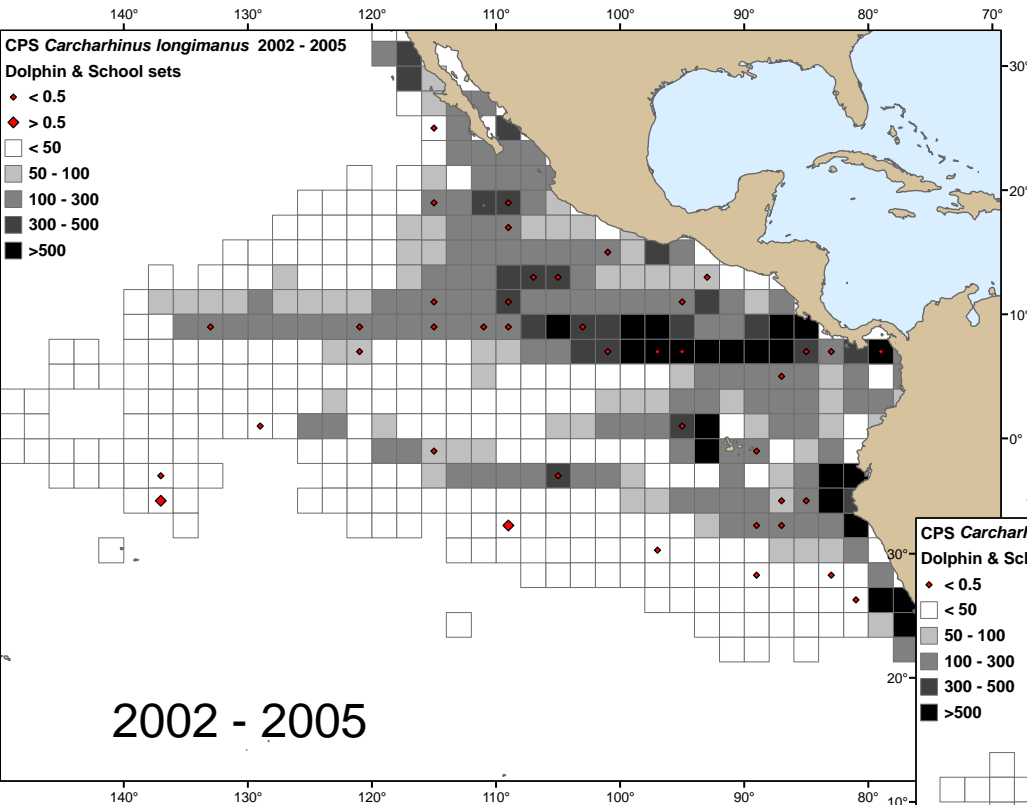 140° 130° 120° 110° 100° 90° 80° 70°
CPS Carcharhinus longimanus 2002 - 2005
Dolphin & School sets
< 0.5
> 0.5
< 50
50 - 100
100 - 300
300 - 500
>500
30°
20°
10°
0°
CPS Carcharh
Dolphin & Sch
< 0.5
< 50
50 - 100
100 - 300
300 - 500
>500
30°
20°
10°
2002 - 2005
140° 130° 120° 110° 100° 90° 80°